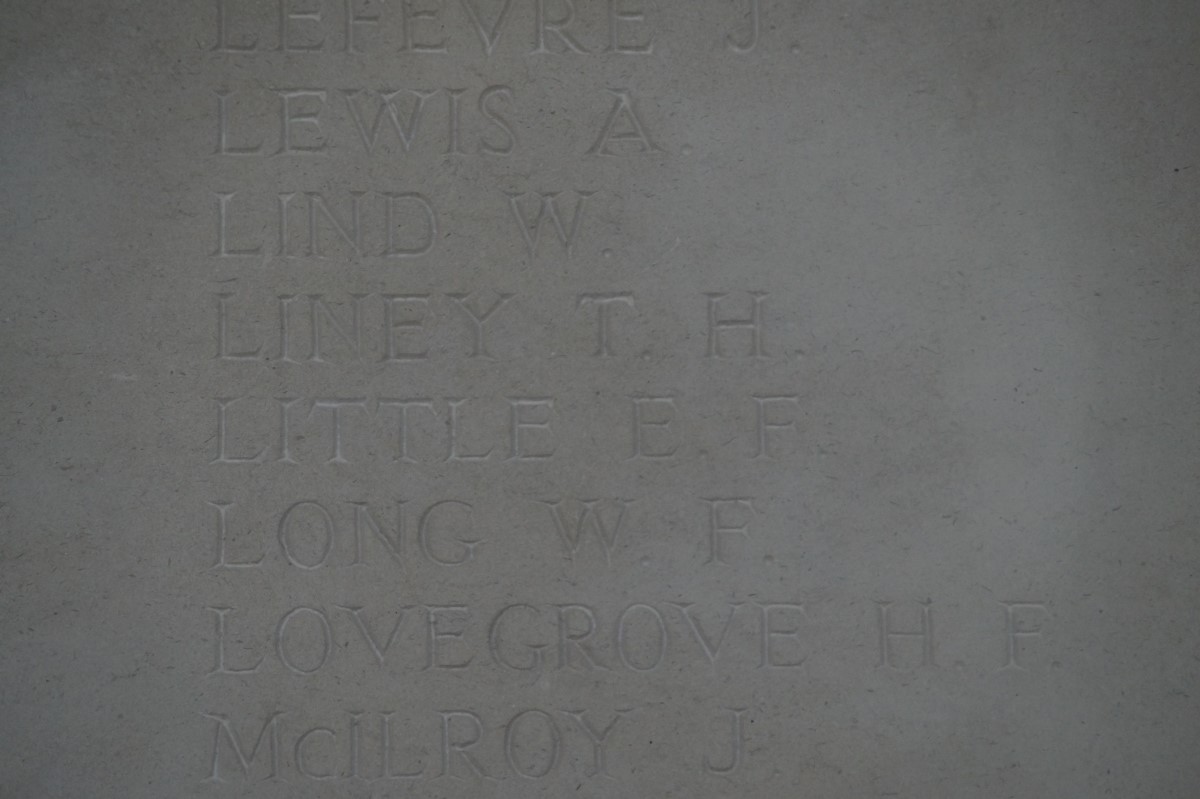 LEFEVRE J.
LEWIS A.
LIND W.
LINEY T. H.
LITTLE E. F.
LONG W. F.
LOVEGROVE H. F.
McILROY J.